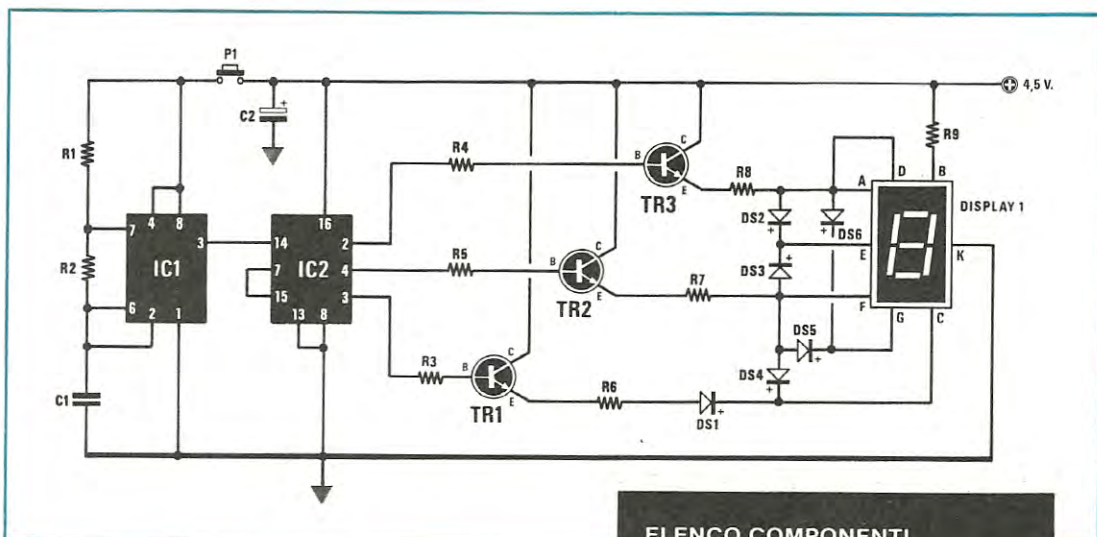 P1
4,5 V.
C2
+
R1
R4
C
B
E
TR3
R8
R9
D
B
A
DS2
+
DS6
+
DISPLAY 1
4
8
7
3
IC1
R2
6
2
1
16
14
2
7
IC2
4
15
3
13
8
R5
B
C
E
TR2
R7
DS3
+
E
K
F
G
C
DS5
+
DS4
+
R3
B
C
E
TR1
R6
DS1
+
C1
ELENCO COMPONENTI